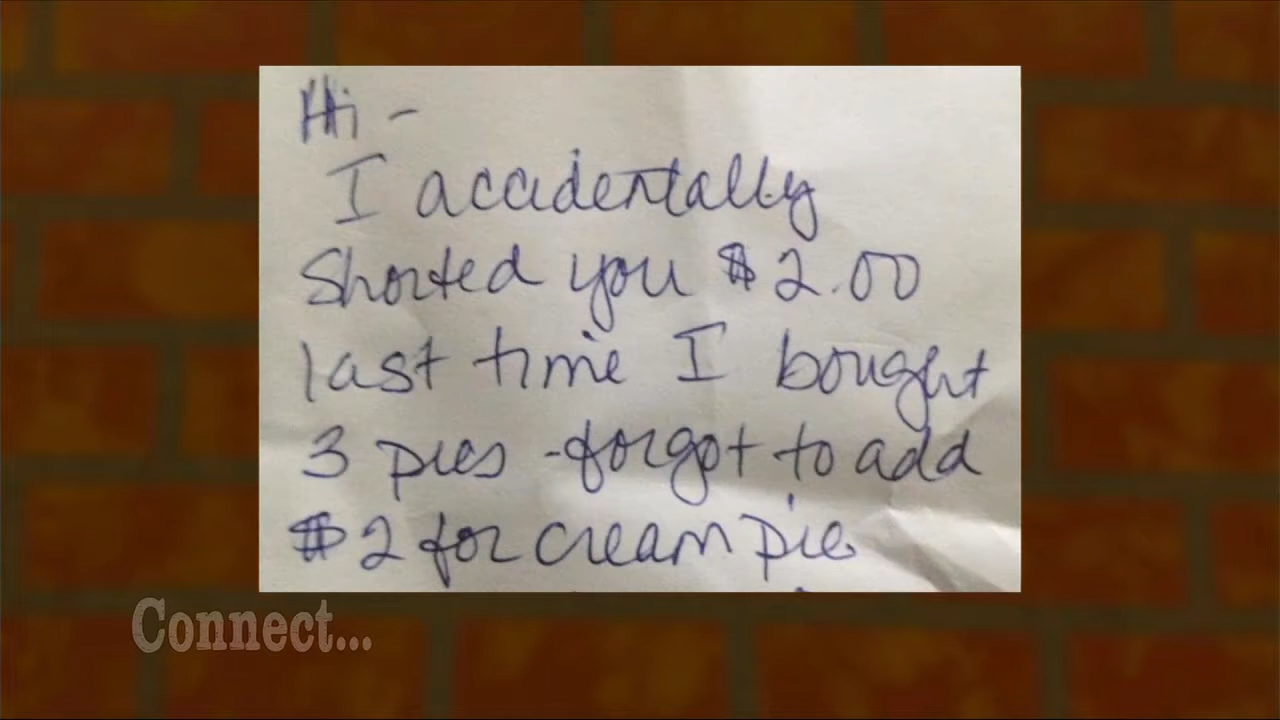 Hi -
I accidentally
shorted you $2.00
last time I bought
3 pies - forgot to add
$2 for cream pie
Connect...